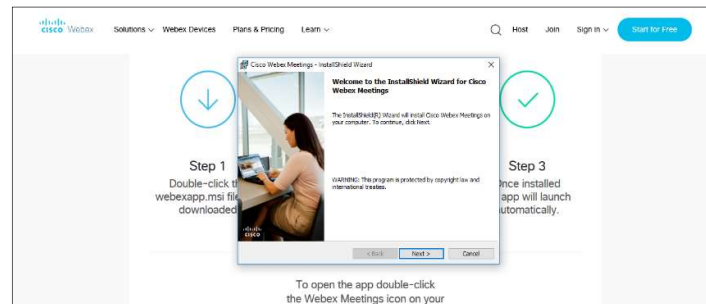 CISCO Webex
Solutions Webex Devices Plans & Pricing Learn
Host Join Sign in Start for Free
Cisco Webex Meetings - InstallShield Wizard
Welcome to the InstallShield Wizard for Cisco
Webex Meetings
The InstallShield(R) Wizard will install Cisco Webex Meetings on
your computer. To continue, click Next.
WARNING: This program is protected by copyright law and
international treaties.
CISCO
< Back Next > Cancel
Step 1
Double-click th
webexapp.msi file
downloaded
Step 3
Once installed
app will launch
automatically.
To open the app double-click
the Webex Meetings icon on your